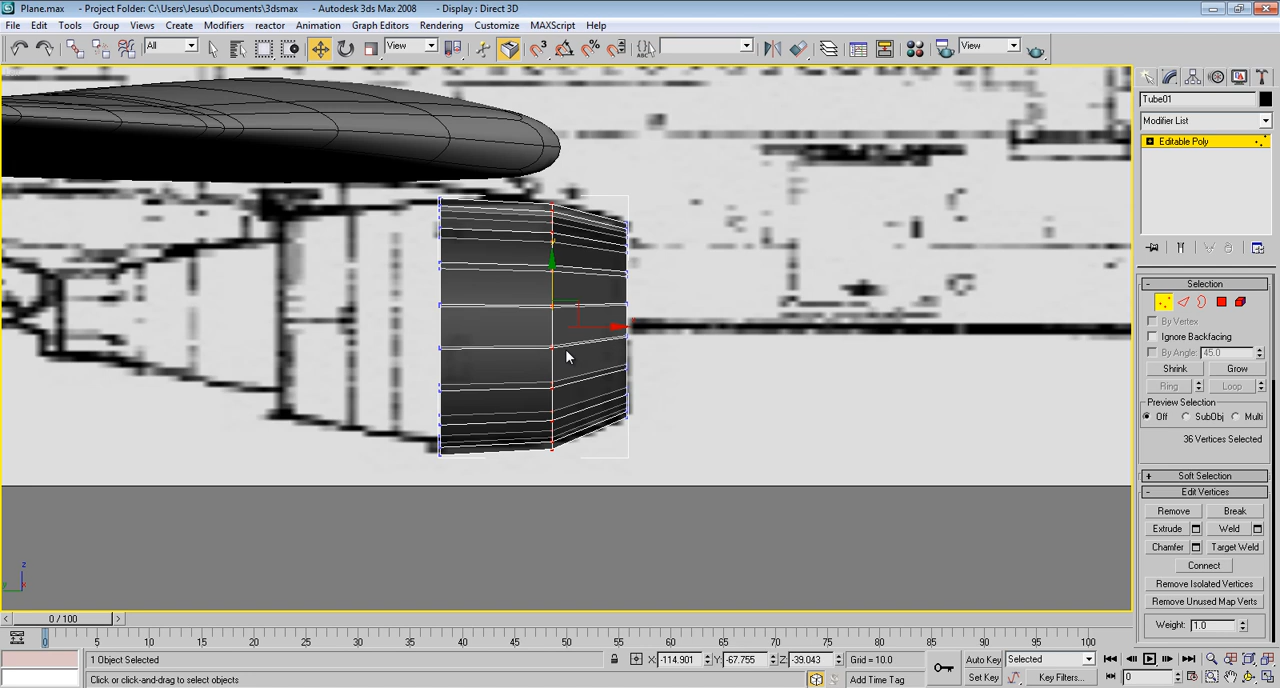 Plane.max - Project Folder: C:\Users\Jesus\Documents\3dsmax - Autodesk 3ds Max 2008 - Display : Direct 3D
File Edit Tools Group Views Create Modifiers reactor Animation Graph Editors Rendering Customize MAXScript Help
All View View
Tube01
Modifier List
Editable Poly
Selection
By Vertex
Ignore Backfacing
By Angle: 45.0
Shrink Grow
Ring Loop
Preview Selection
Off SubObj Multi
36 Vertices Selected
Soft Selection
Edit Vertices
Remove Break
Extrude Weld
Chamfer Target Weld
Connect
Remove Isolated Vertices
Remove Unused Map Verts
Weight: 1.0
z
y x
0 / 100
0 5 10 15 20 25 30 35 40 45 50 55 60 65 70 75 80 85 90 95 100
1 Object Selected X: -114.901 Y: -67.755 Z: -39.043 Grid = 10.0 Auto Key Selected
Click or click-and-drag to select objects Add Time Tag Set Key Key Filters... 0